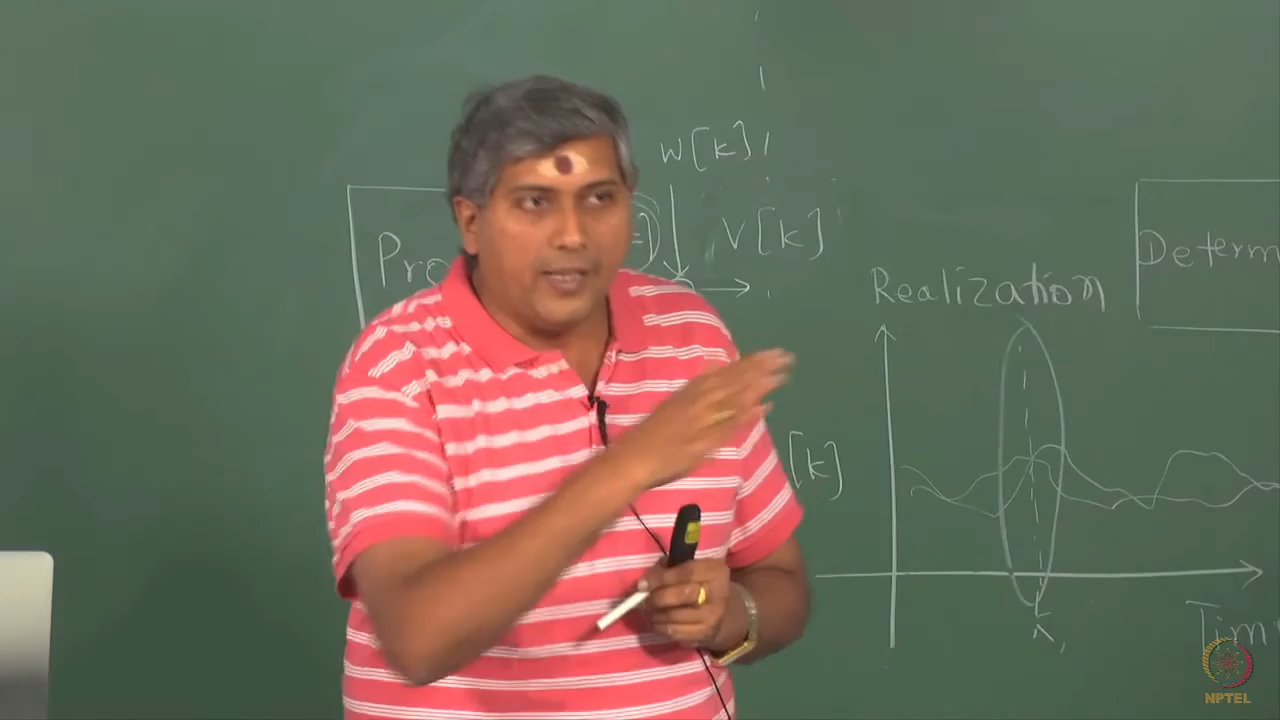 W[k]
V[k]
Pro
Determ
Realization
[k]
Tim
NPTEL